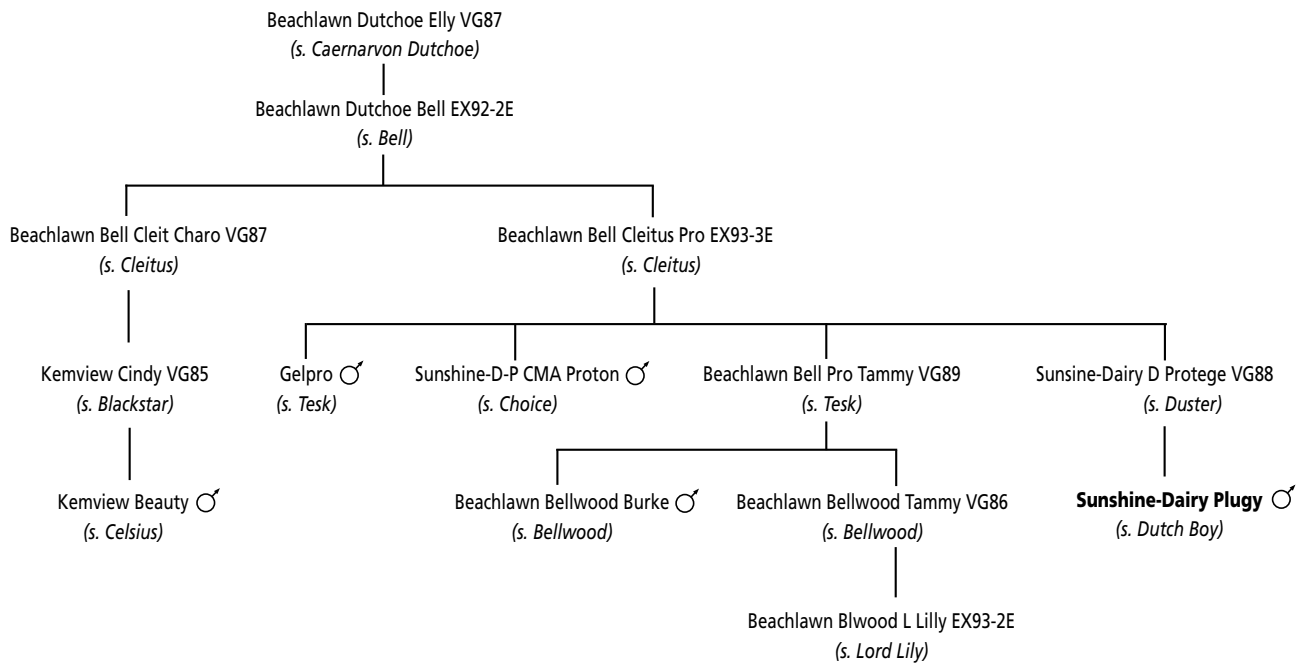 Beachlawn Dutchoe Elly VG87
(s. Caernarvon Dutchoe)
Beachlawn Dutchoe Bell EX92-2E
(s. Bell)
Beachlawn Bell Cleit Charo VG87
(s. Cleitus)
Beachlawn Bell Cleitus Pro EX93-3E
(s. Cleitus)
Kemview Cindy VG85
(s. Blackstar)
Gelpro ♂
(s. Tesk)
Sunshine-D-P CMA Proton ♂
(s. Choice)
Beachlawn Bell Pro Tammy VG89
(s. Tesk)
Sunsine-Dairy D Protege VG88
(s. Duster)
Kemview Beauty ♂
(s. Celsius)
Beachlawn Bellwood Burke ♂
(s. Bellwood)
Beachlawn Bellwood Tammy VG86
(s. Bellwood)
Sunshine-Dairy Plugy ♂
(s. Dutch Boy)
Beachlawn Blwood L Lilly EX93-2E
(s. Lord Lily)